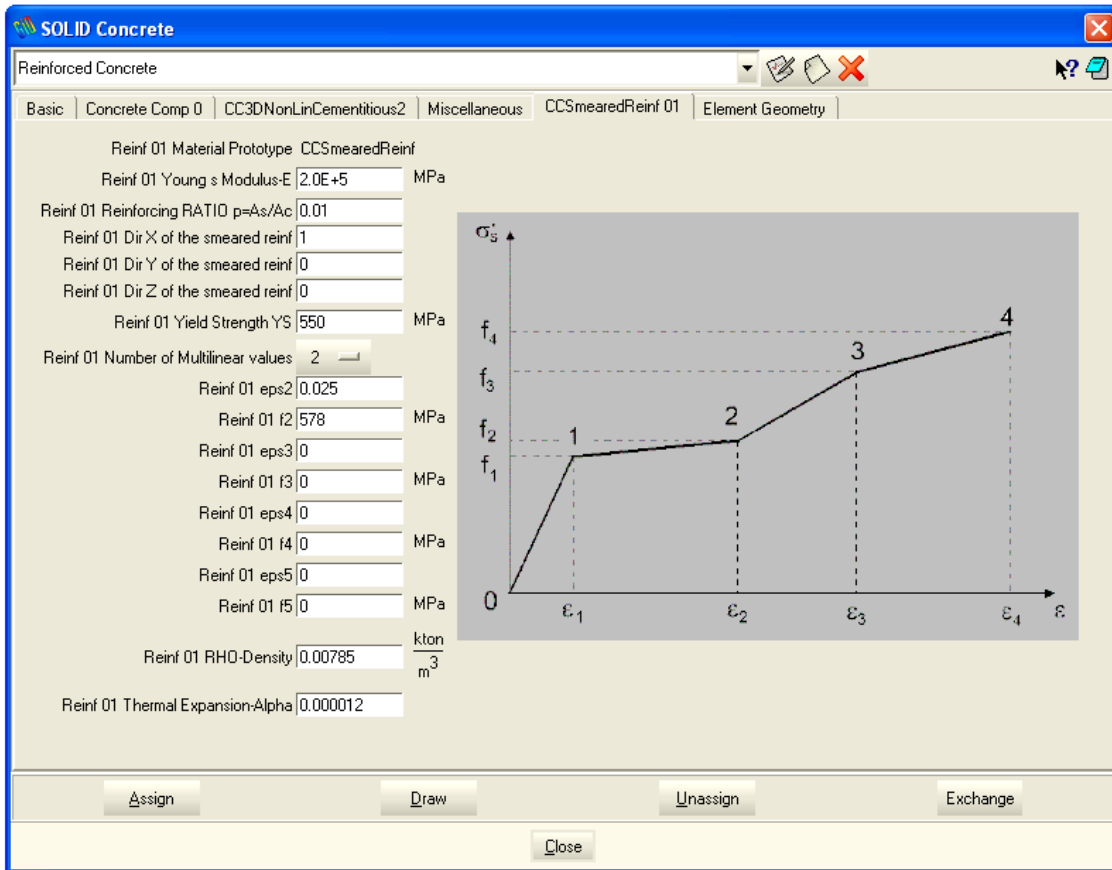 SOLID Concrete
Reinforced Concrete
Basic Concrete Comp 0 CC3DNonLinCementitious2 Miscellaneous CCSmearedReinf 01 Element Geometry
Reinf 01 Material Prototype CCSmearedReinf
Reinf 01 Young s Modulus-E 2.0E+5 MPa
Reinf 01 Reinforcing RATIO p=As/Ac 0.01
Reinf 01 Dir X of the smeared reinf 1
Reinf 01 Dir Y of the smeared reinf 0
Reinf 01 Dir Z of the smeared reinf 0
Reinf 01 Yield Strength YS 550 MPa
Reinf 01 Number of Multilinear values 2
Reinf 01 eps2 0.025
Reinf 01 f2 578 MPa
Reinf 01 eps3 0
Reinf 01 f3 0 MPa
Reinf 01 eps4 0
Reinf 01 f4 0 MPa
Reinf 01 eps5 0
Reinf 01 f5 0 MPa
Reinf 01 RHO-Density 0.00785 kton/m³
Reinf 01 Thermal Expansion-Alpha 0.000012
σ's
f₄ 4
f₃ 3
f₂ 2
f₁ 1
0 ε₁ ε₂ ε₃ ε₄ ε
Assign Draw Unassign Exchange
Close